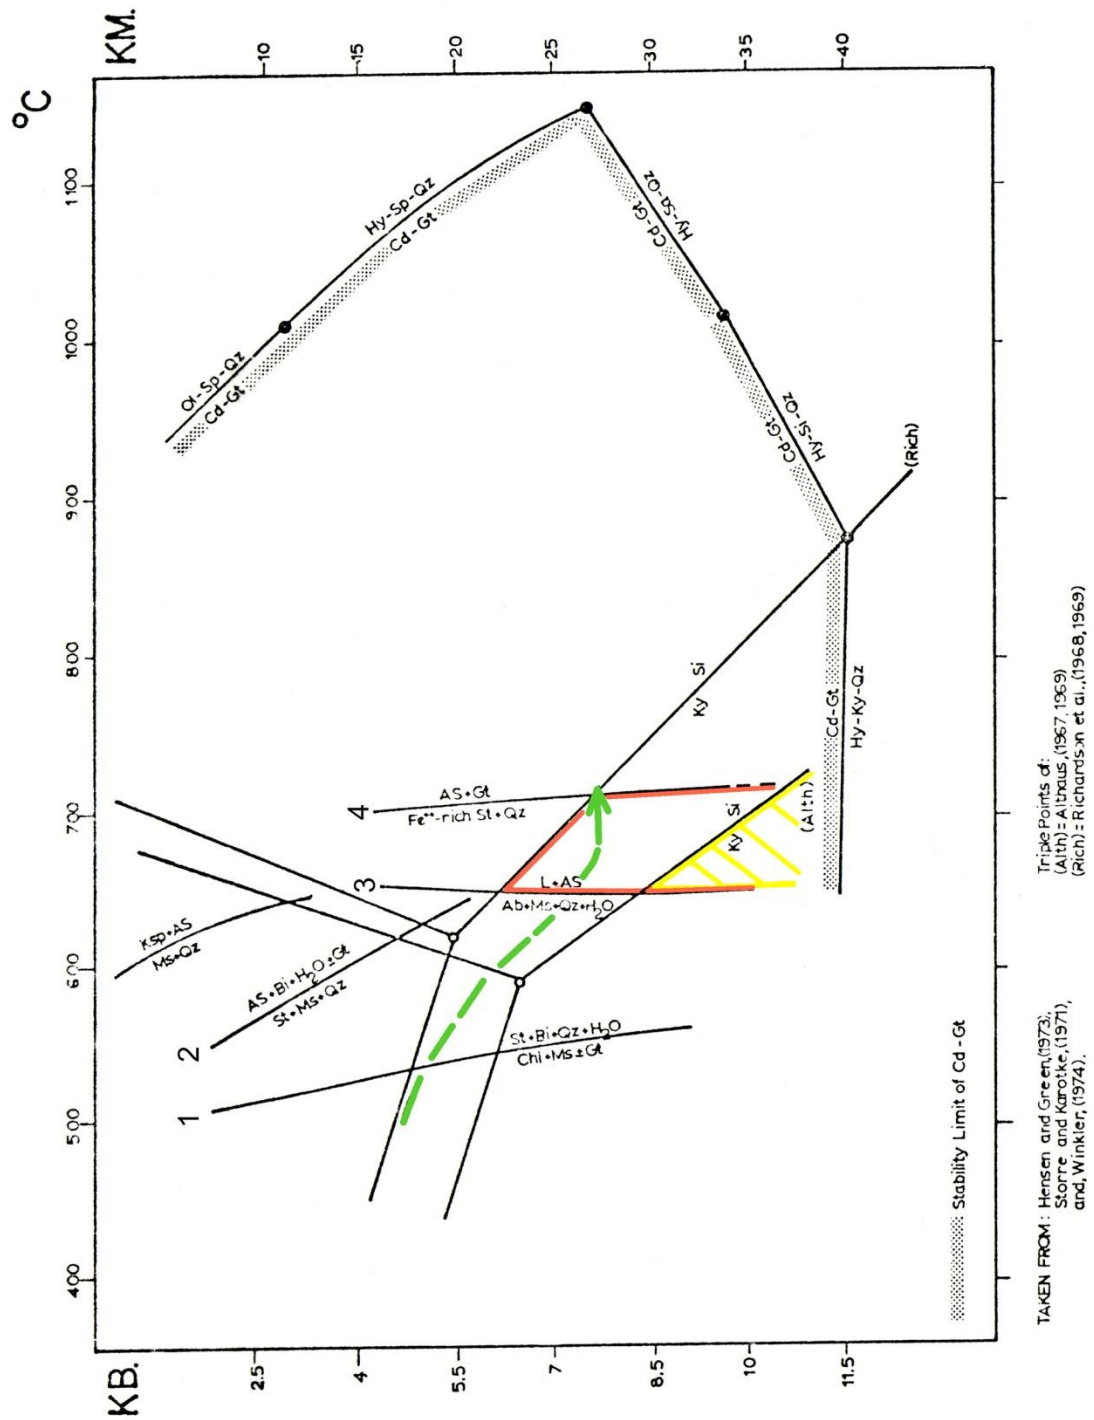 °C
KM.
-10
-15
-20
-25
-30
-35
-40
1100
1000
900
800
700
600
500
400
KB.
2.5
4
5.5
7
8.5
10
11.5
Hy-Sp-Qz
Cd-Gt
Ol-Sp-Qz
Cd-Gt
Cd-Gt
Hy-Sa-Qz
Cd-Gt
Hy-Si-Qz
(Rich)
Cd-Gt
Hy-Ky-Qz
Si
Ky
Si
Ky
(Alth)
4
AS+Gt
Fe⁺⁺-rich St+Qz
3
L+AS
Ab+Ms+Qz+H₂O
Ksp+AS
Ms+Qz
2
AS+Bi+H₂O±Gt
St+Ms+Qz
1
St+Bi+Qz+H₂O
Chl+Ms±Gt
Stability Limit of Cd-Gt
Triple Points of:
(Alth)=Althaus,(1967,1969)
(Rich)=Richardson et al.,(1968,1969)
TAKEN FROM: Hensen and Green,(1973),
Storre and Karotke,(1971),
and, Winkler,(1974).